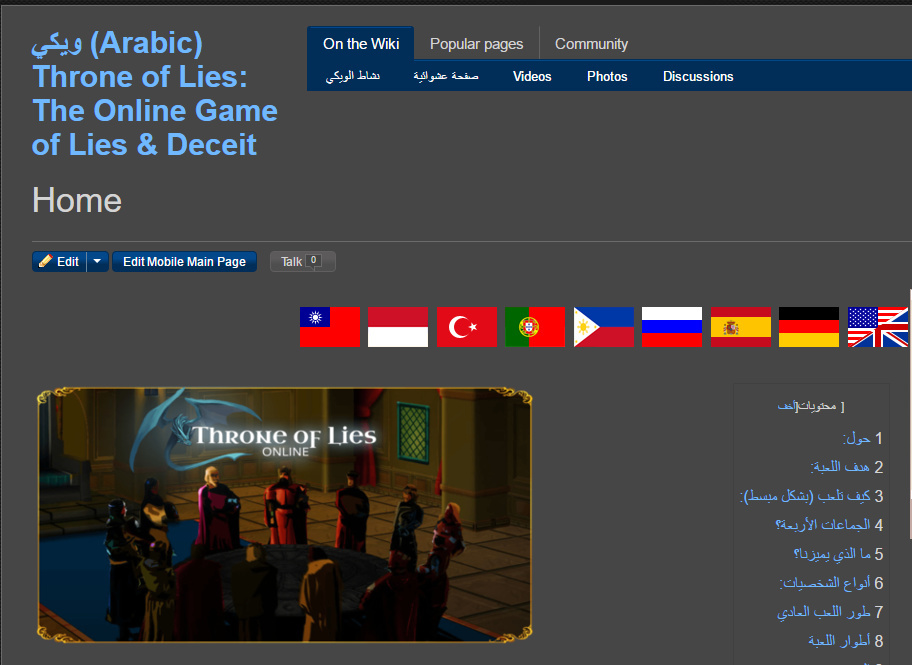 ويكي (Arabic)
Throne of Lies:
The Online Game
of Lies & Deceit
On the Wiki
Popular pages
Community
نشاط الويكي
صفحة عشوائية
Videos
Photos
Discussions
Home
Edit
Edit Mobile Main Page
Talk 0
THRONE OF LIES
ONLINE
محتويات[أخف ]
1 حول:
2 هدف اللعبة:
3 كيف تلعب (بشكل مبسط):
4 الجماعات الأربعة؟
5 ما الذي يميزنا؟
6 أنواع الشخصيات:
7 طور اللعب العادي
8 أطوار اللعبة